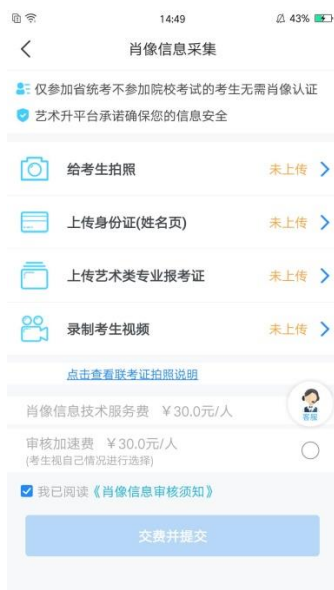 14:49
43%
肖像信息采集
仅参加省统考不参加院校考试的考生无需肖像认证
艺术升平台承诺确保您的信息安全
给考生拍照 未上传
上传身份证(姓名页) 未上传
上传艺术类专业报考证 未上传
录制考生视频 未上传
点击查看联考证拍照说明
肖像信息技术服务费 ￥30.0元/人
客服
审核加速费 ￥30.0元/人
(考生视自己情况进行选择)
我已阅读《肖像信息审核须知》
交费并提交